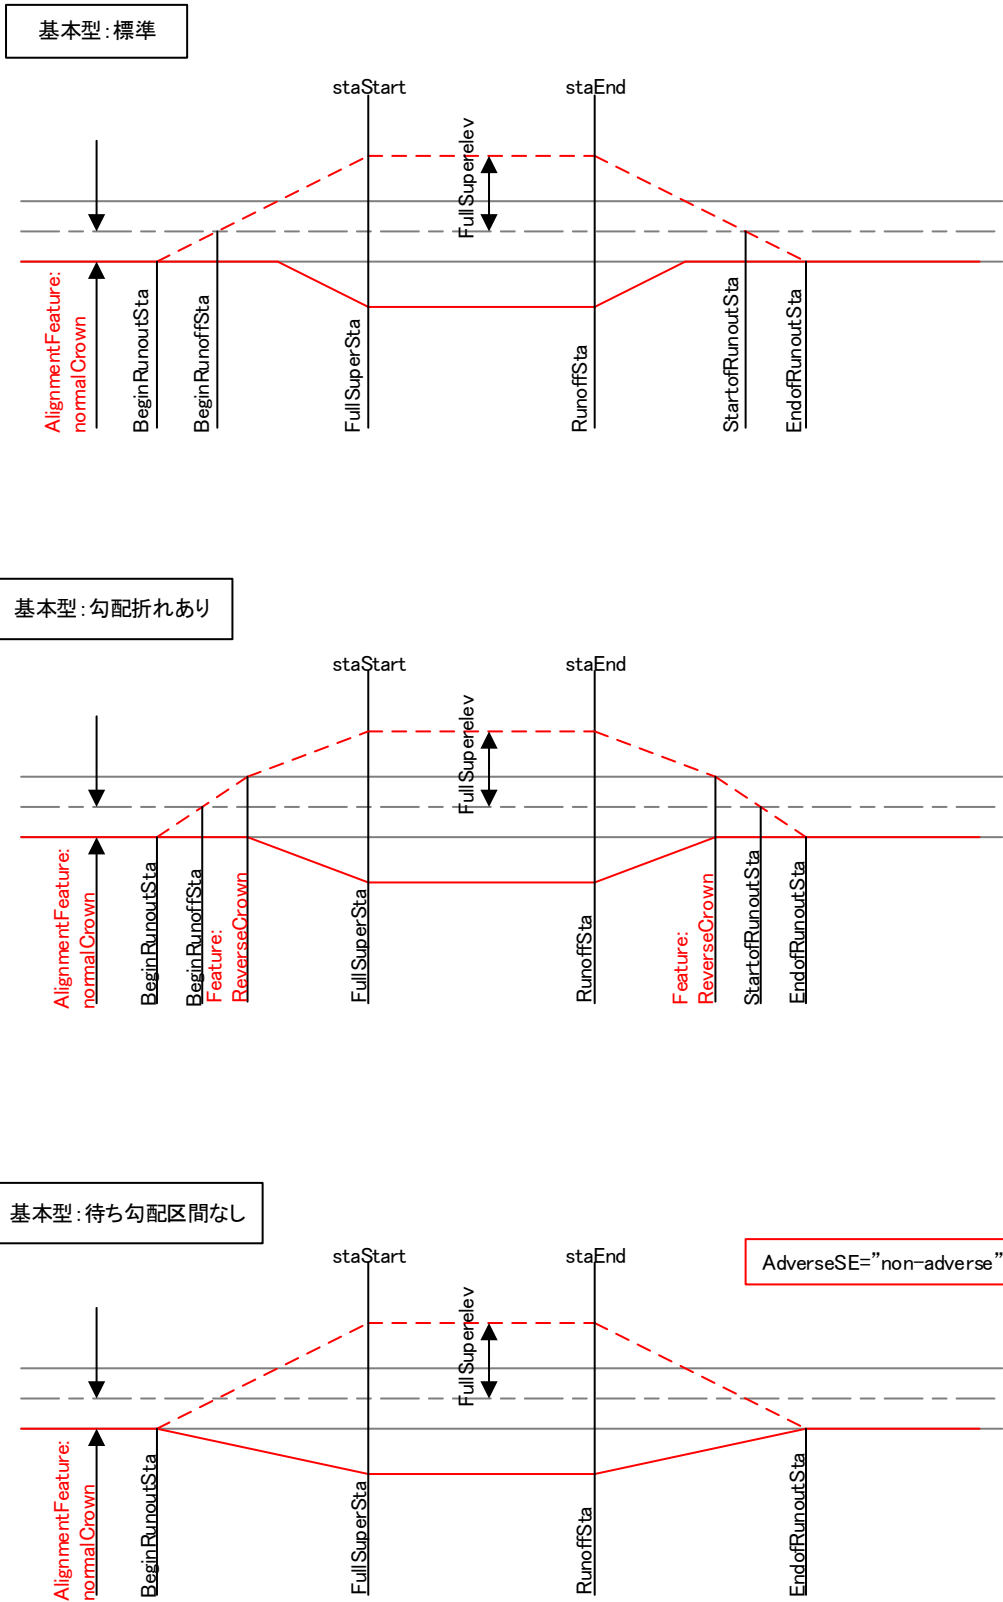 基本型：標準
staStart
staEnd
FullSuperelev
AlignmentFeature:
normalCrown
BeginRunoutSta
BeginRunoffSta
FullSuperSta
RunoffSta
StartofRunoutSta
EndofRunoutSta
基本型：勾配折れあり
staStart
staEnd
FullSuperelev
AlignmentFeature:
normalCrown
BeginRunoutSta
BeginRunoffSta
Feature:
ReverseCrown
FullSuperSta
RunoffSta
Feature:
ReverseCrown
StartofRunoutSta
EndofRunoutSta
基本型：待ち勾配区間なし
staStart
staEnd
AdverseSE=”non-adverse”
FullSuperelev
AlignmentFeature:
normalCrown
BeginRunoutSta
FullSuperSta
RunoffSta
EndofRunoutSta